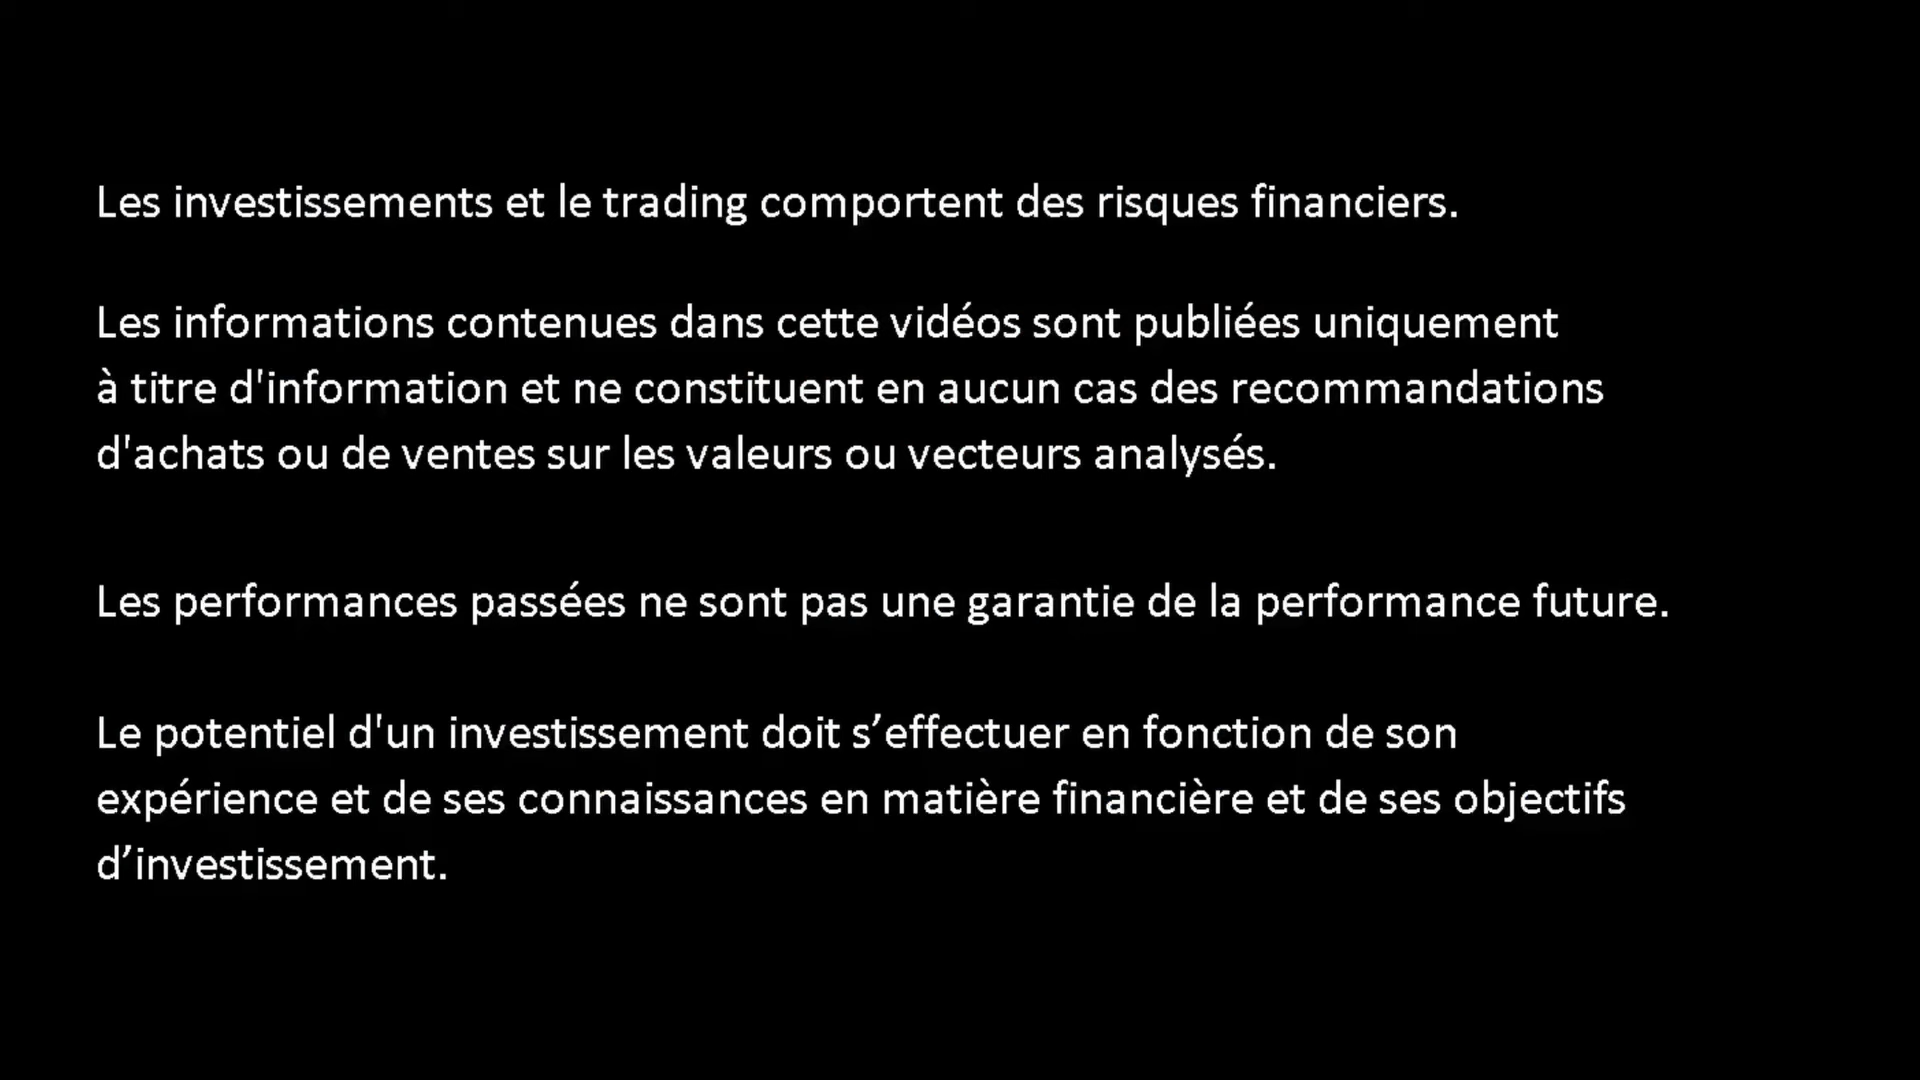 Les investissements et le trading comportent des risques financiers.
Les informations contenues dans cette vidéos sont publiées uniquement
à titre d'information et ne constituent en aucun cas des recommandations
d'achats ou de ventes sur les valeurs ou vecteurs analysés.
Les performances passées ne sont pas une garantie de la performance future.
Le potentiel d'un investissement doit s’effectuer en fonction de son
expérience et de ses connaissances en matière financière et de ses objectifs
d’investissement.